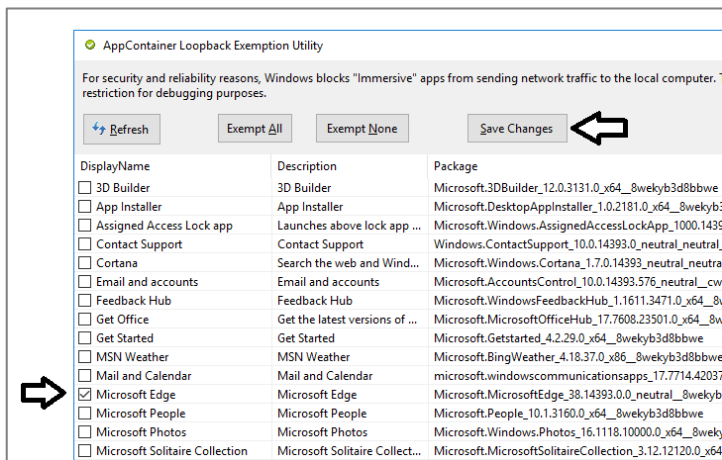 AppContainer Loopback Exemption Utility
For security and reliability reasons, Windows blocks "Immersive" apps from sending network traffic to the local computer.
restriction for debugging purposes.
Refresh Exempt All Exempt None Save Changes
DisplayName Description Package
3D Builder 3D Builder Microsoft.3DBuilder_12.0.3131.0_x64__8wekyb3d8bbwe
App Installer App Installer Microsoft.DesktopAppInstaller_1.0.2181.0_x64__8wekyb3
Assigned Access Lock app Launches above lock app ... Microsoft.Windows.AssignedAccessLockApp_1000.1439
Contact Support Contact Support Windows.ContactSupport_10.0.14393.0_neutral_neutral_
Cortana Search the web and Wind... Microsoft.Windows.Cortana_1.7.0.14393_neutral_neutra
Email and accounts Email and accounts Microsoft.AccountsControl_10.0.14393.576_neutral__cw
Feedback Hub Feedback Hub Microsoft.WindowsFeedbackHub_1.1611.3471.0_x64__8w
Get Office Get the latest versions of ... Microsoft.MicrosoftOfficeHub_17.7608.23501.0_x64__8w
Get Started Get Started Microsoft.Getstarted_4.2.29.0_x64__8wekyb3d8bbwe
MSN Weather MSN Weather Microsoft.BingWeather_4.18.37.0_x86__8wekyb3d8bbwe
Mail and Calendar Mail and Calendar microsoft.windowscommunicationsapps_17.7714.42037
Microsoft Edge Microsoft Edge Microsoft.MicrosoftEdge_38.14393.0.0_neutral__8wekyb
Microsoft People Microsoft People Microsoft.People_10.1.3160.0_x64__8wekyb3d8bbwe
Microsoft Photos Microsoft Photos Microsoft.Windows.Photos_16.1118.10000.0_x64__8weky
Microsoft Solitaire Collection Microsoft Solitaire Collect... Microsoft.MicrosoftSolitaireCollection_3.12.12120.0_x64